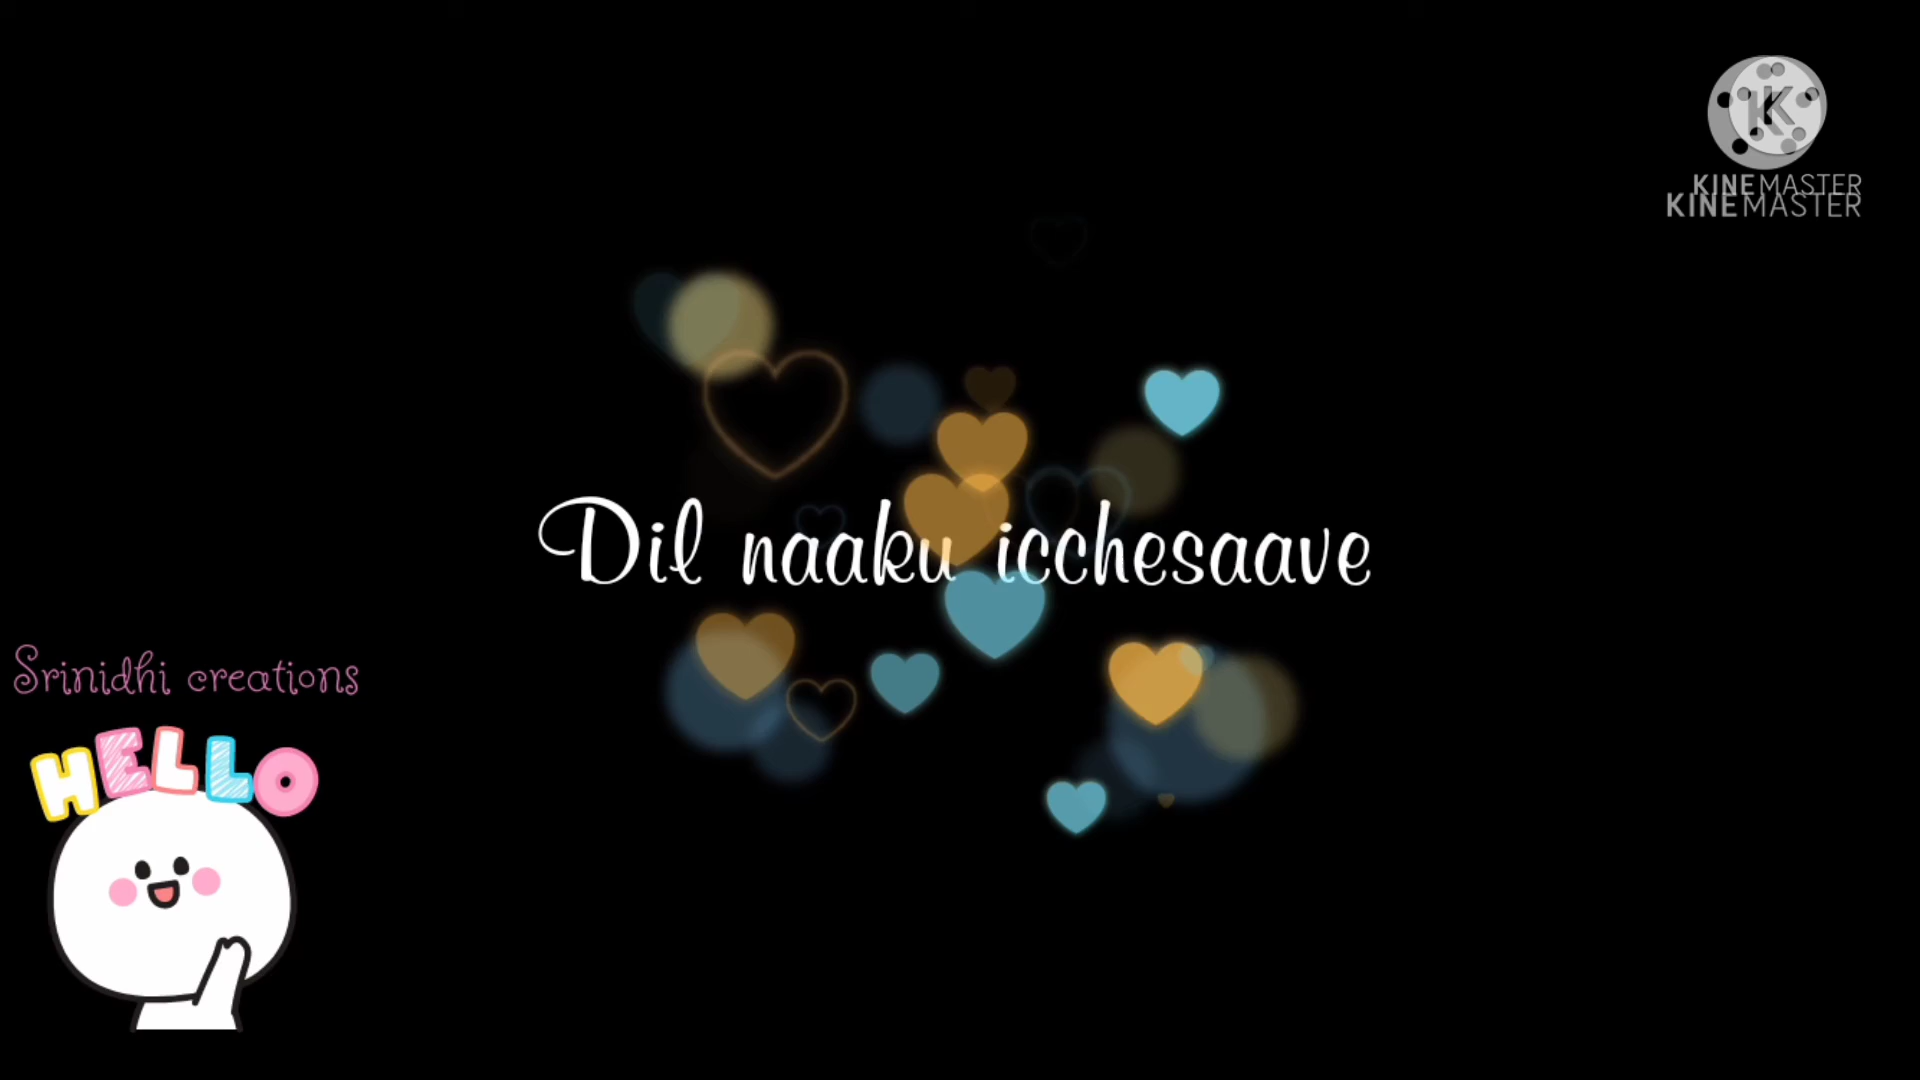 KINEMASTER
KINEMASTER
Dil naaku icchesaave
Srinidhi creations
HELLO